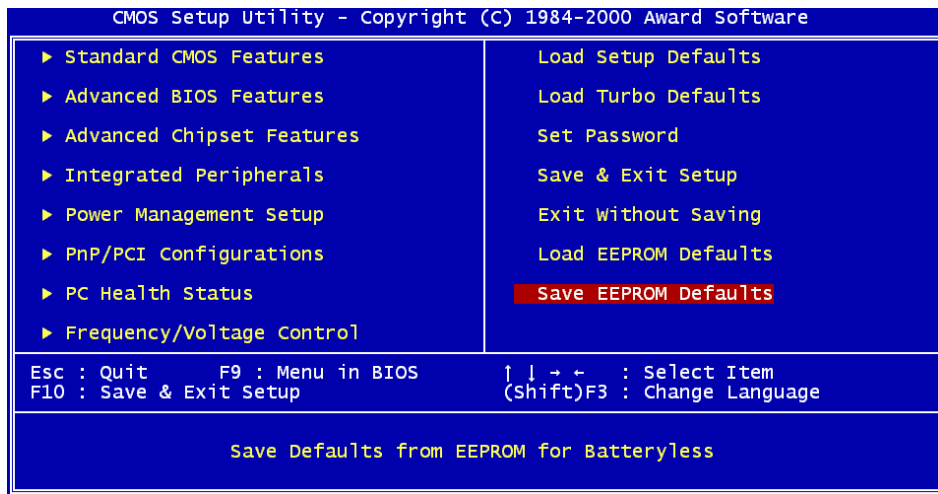 CMOS Setup Utility - Copyright (C) 1984-2000 Award Software
▶ Standard CMOS Features
▶ Advanced BIOS Features
▶ Advanced Chipset Features
▶ Integrated Peripherals
▶ Power Management Setup
▶ PnP/PCI Configurations
▶ PC Health Status
▶ Frequency/Voltage Control
Load Setup Defaults
Load Turbo Defaults
Set Password
Save & Exit Setup
Exit Without Saving
Load EEPROM Defaults
Save EEPROM Defaults
Esc : Quit F9 : Menu in BIOS ↑ ↓ → ← : Select Item
F10 : Save & Exit Setup (Shift)F3 : Change Language
Save Defaults from EEPROM for Batteryless